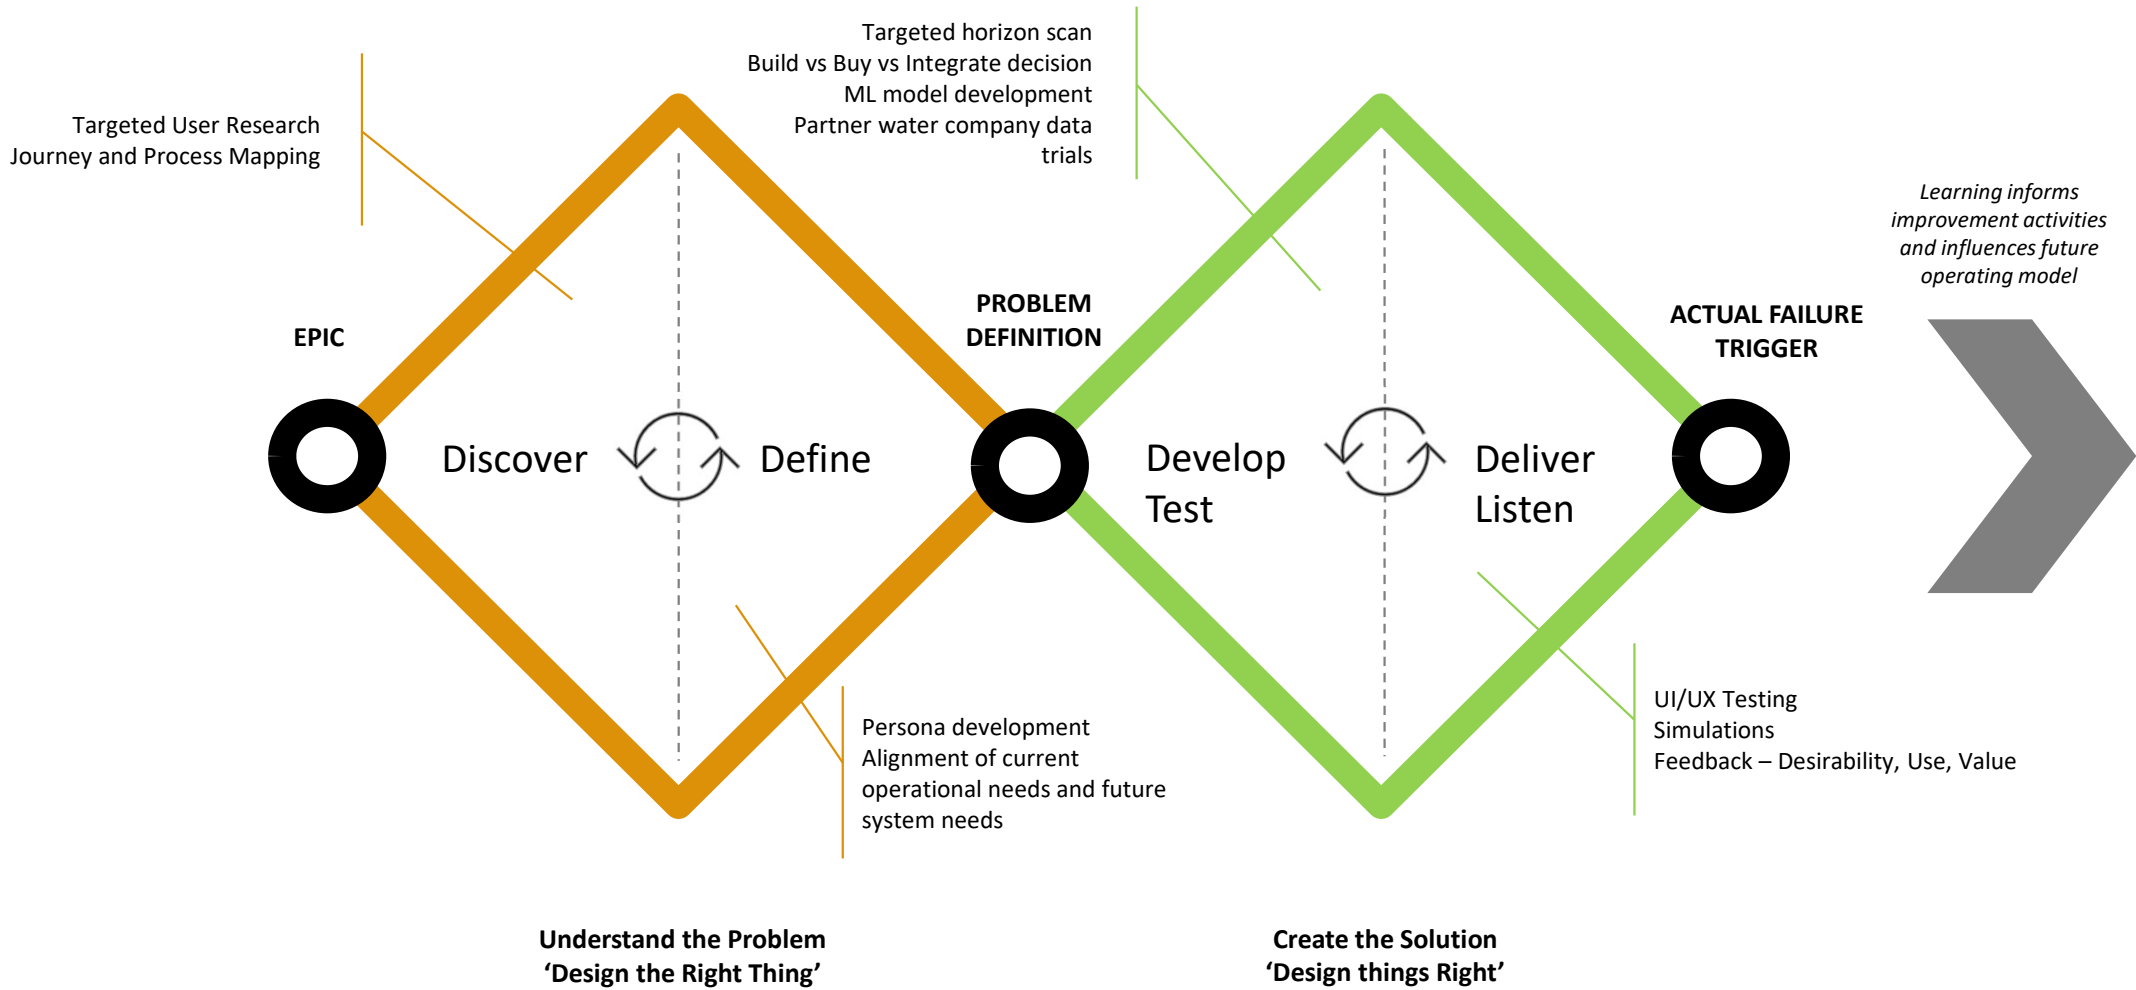 Targeted User Research
Journey and Process Mapping
Targeted horizon scan
Build vs Buy vs Integrate decision
ML model development
Partner water company data
trials
Learning informs
improvement activities
and influences future
operating model
EPIC
PROBLEM
DEFINITION
ACTUAL FAILURE
TRIGGER
Discover
Define
Develop
Test
Deliver
Listen
Persona development
Alignment of current
operational needs and future
system needs
UI/UX Testing
Simulations
Feedback – Desirability, Use, Value
Understand the Problem
‘Design the Right Thing’
Create the Solution
‘Design things Right’